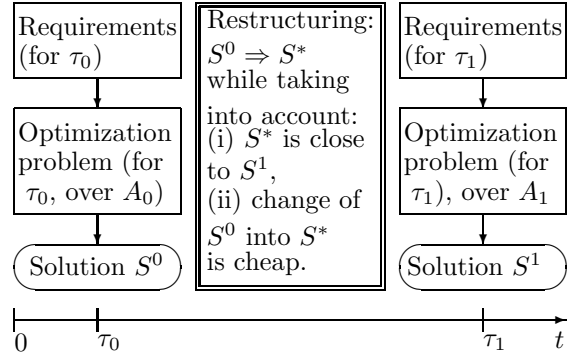 Requirements
(for τ₀)
Optimization
problem (for
τ₀, over A₀)
Solution S⁰
Restructuring:
S⁰ ⇒ S*
while taking
into account:
(i) S* is close
to S¹,
(ii) change of
S⁰ into S*
is cheap.
Requirements
(for τ₁)
Optimization
problem (for
τ₁), over A₁
Solution S¹
0 τ₀ τ₁ t